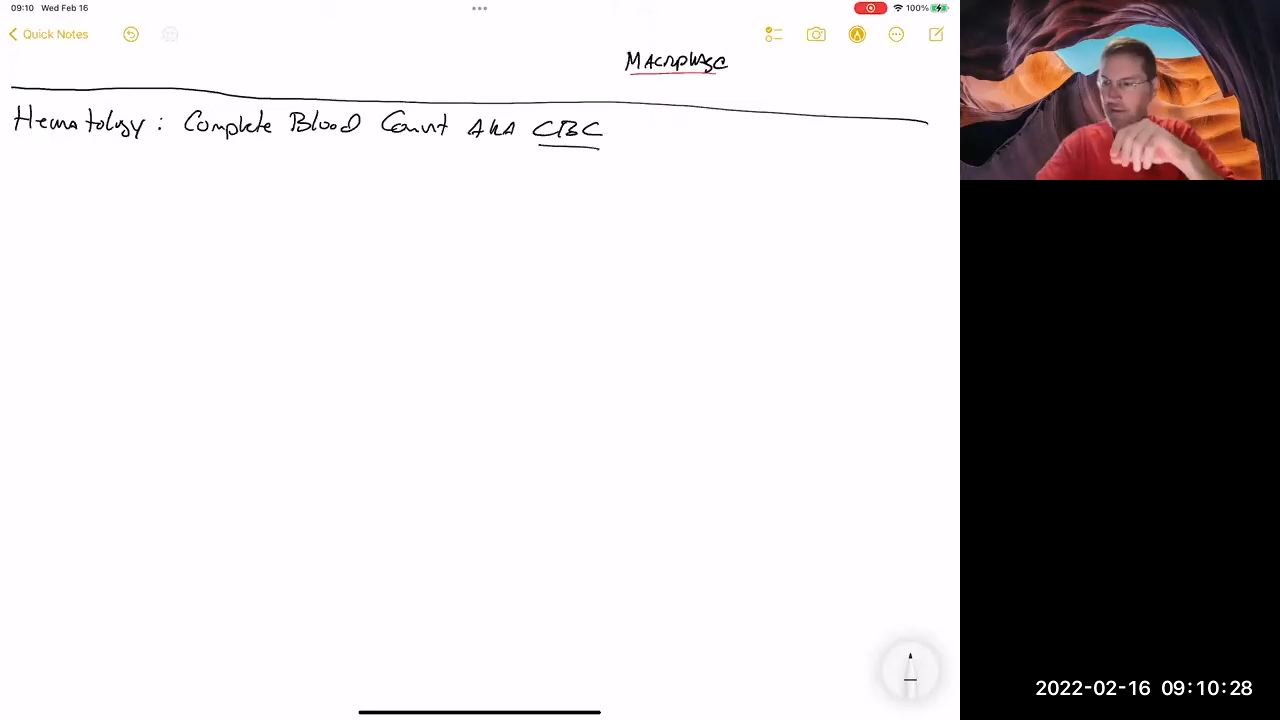 09:10 Wed Feb 16 100%
Quick Notes
Macrophage
Hematology: Complete Blood Count AKA CBC
2022-02-16 09:10:28